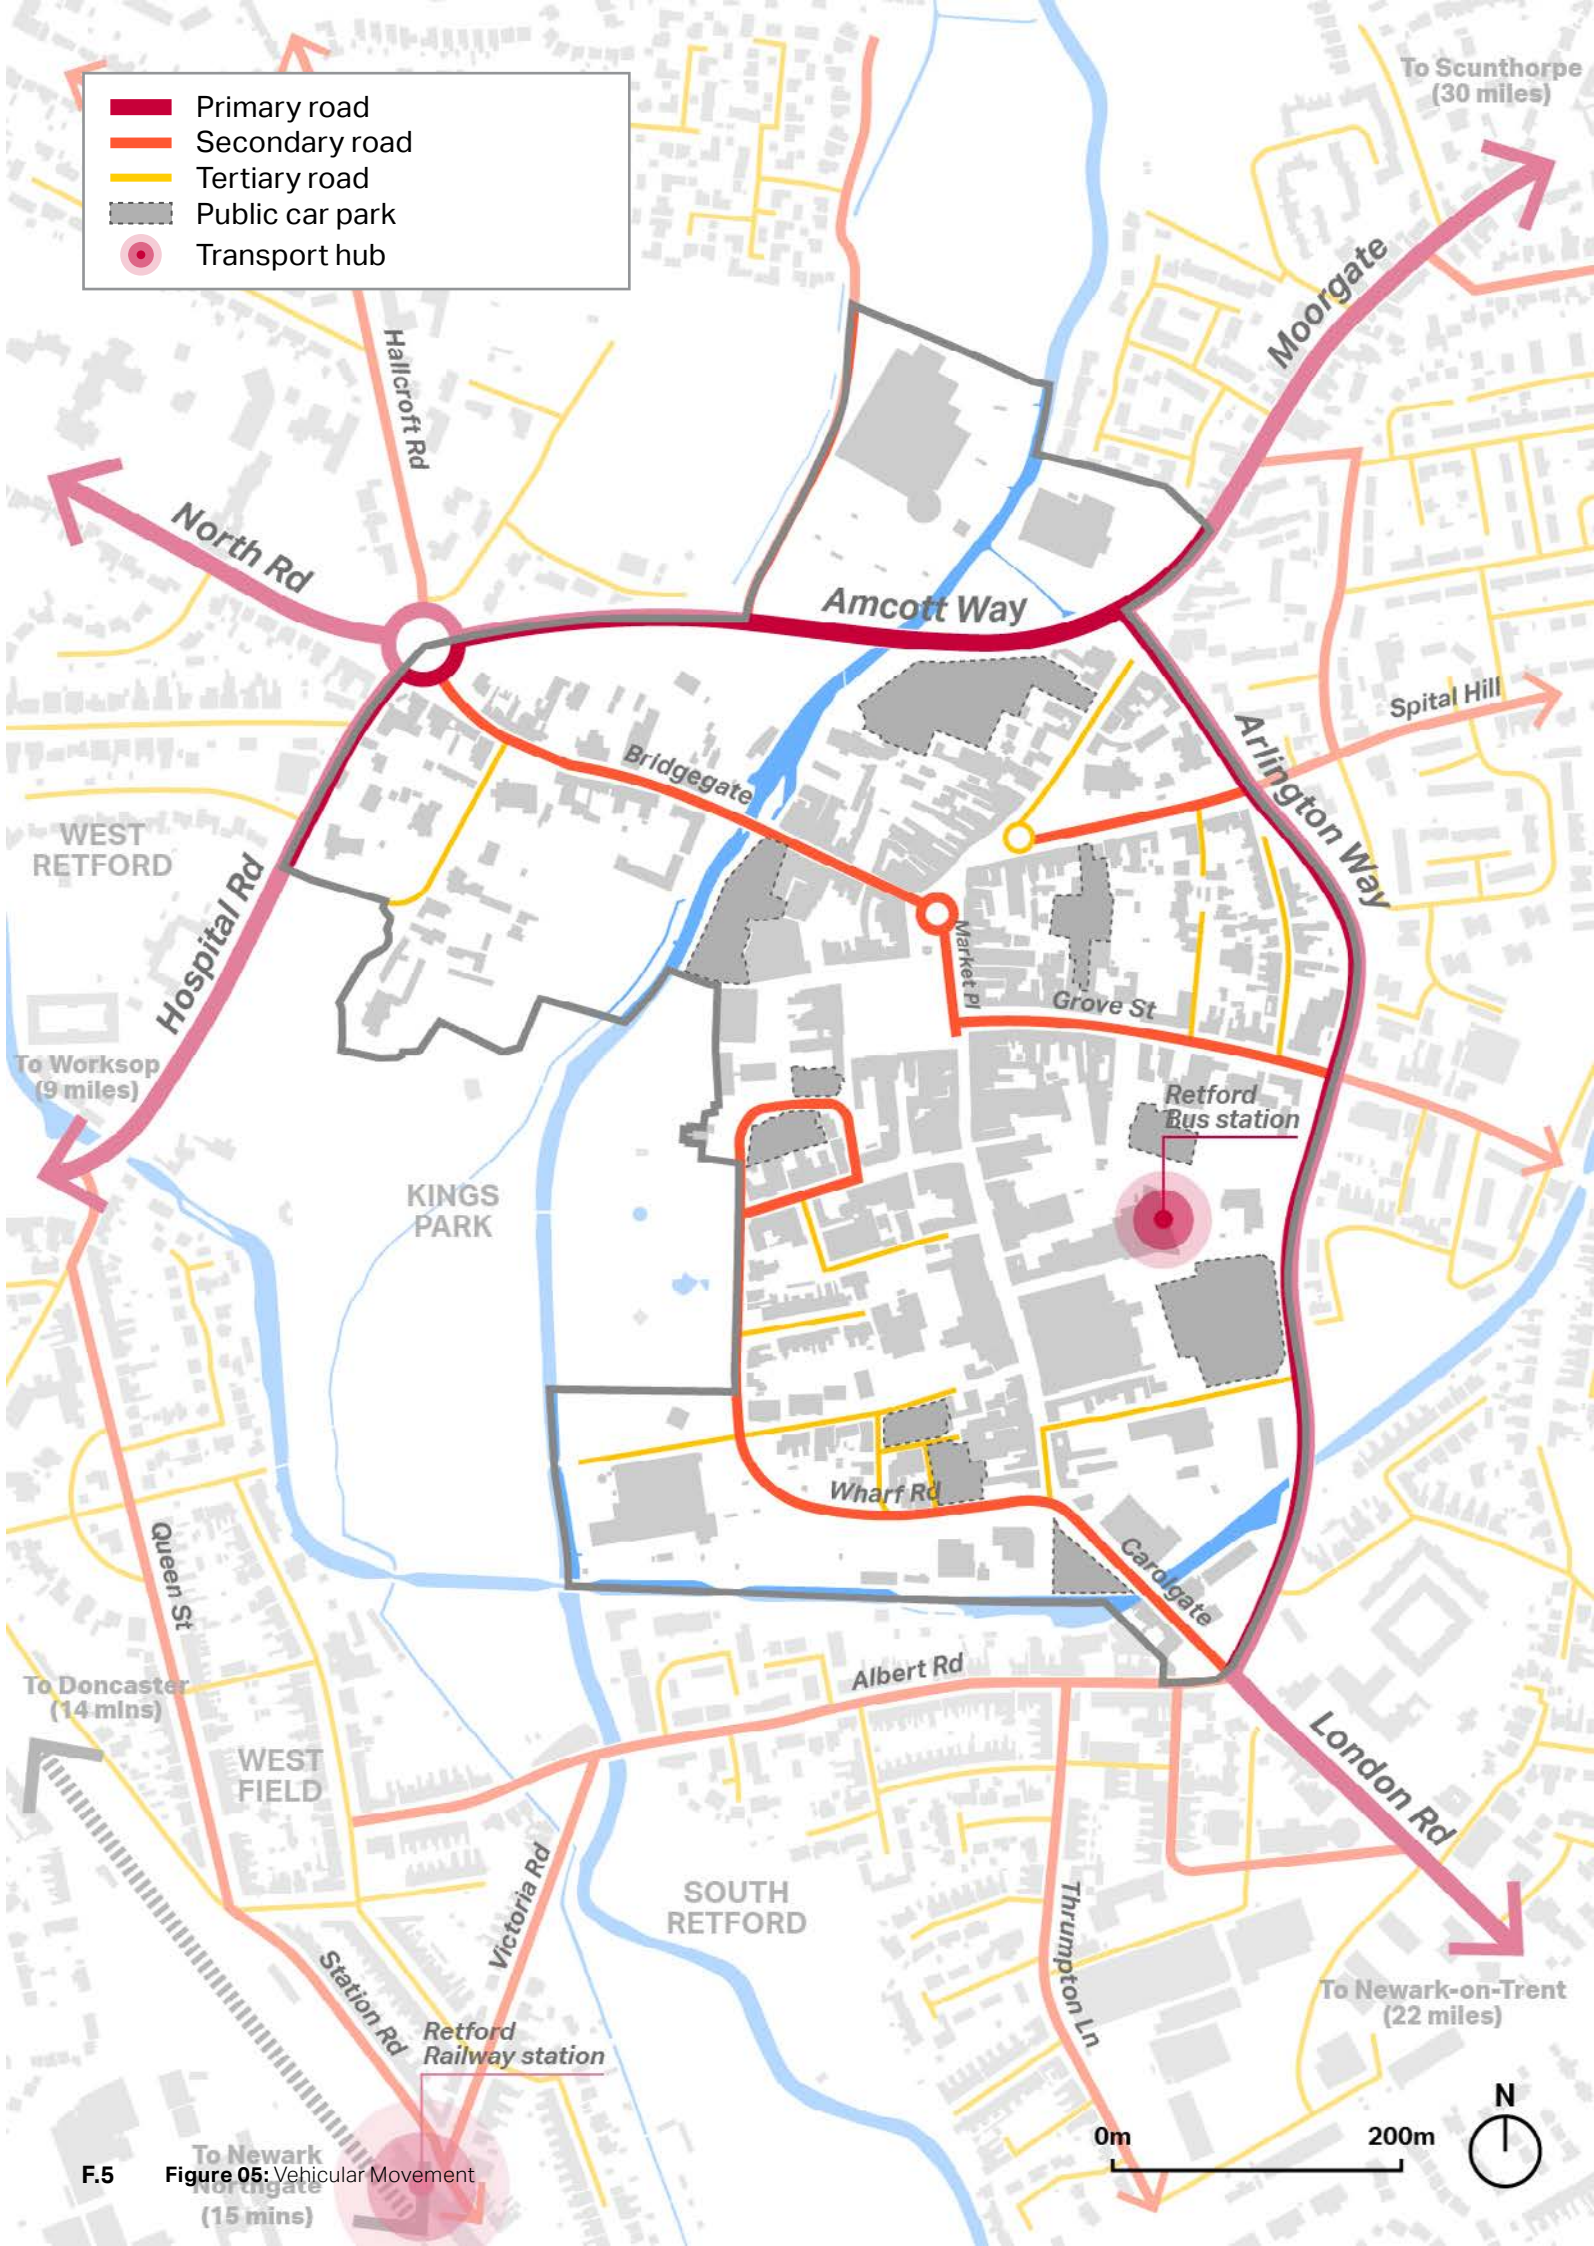 To Scunthorpe
(30 miles)
Primary road
Secondary road
Tertiary road
Public car park
Transport hub
Moorgate
Hallcroft Rd
North Rd
Amcott Way
Spital Hill
Arlington Way
Bridgegate
WEST
RETFORD
Hospital Rd
Market Pl
Grove St
To Worksop
(9 miles)
Retford
Bus station
KINGS
PARK
Wharf Rd
Carolgate
Queen St
Albert Rd
To Doncaster
(14 mins)
WEST
FIELD
London Rd
Victoria Rd
SOUTH
RETFORD
Thrumpton Ln
Station Rd
To Newark-on-Trent
(22 miles)
Retford
Railway station
N
0m 200m
To Newark
F.5 Figure 05: Vehicular Movement
Northgate
(15 mins)